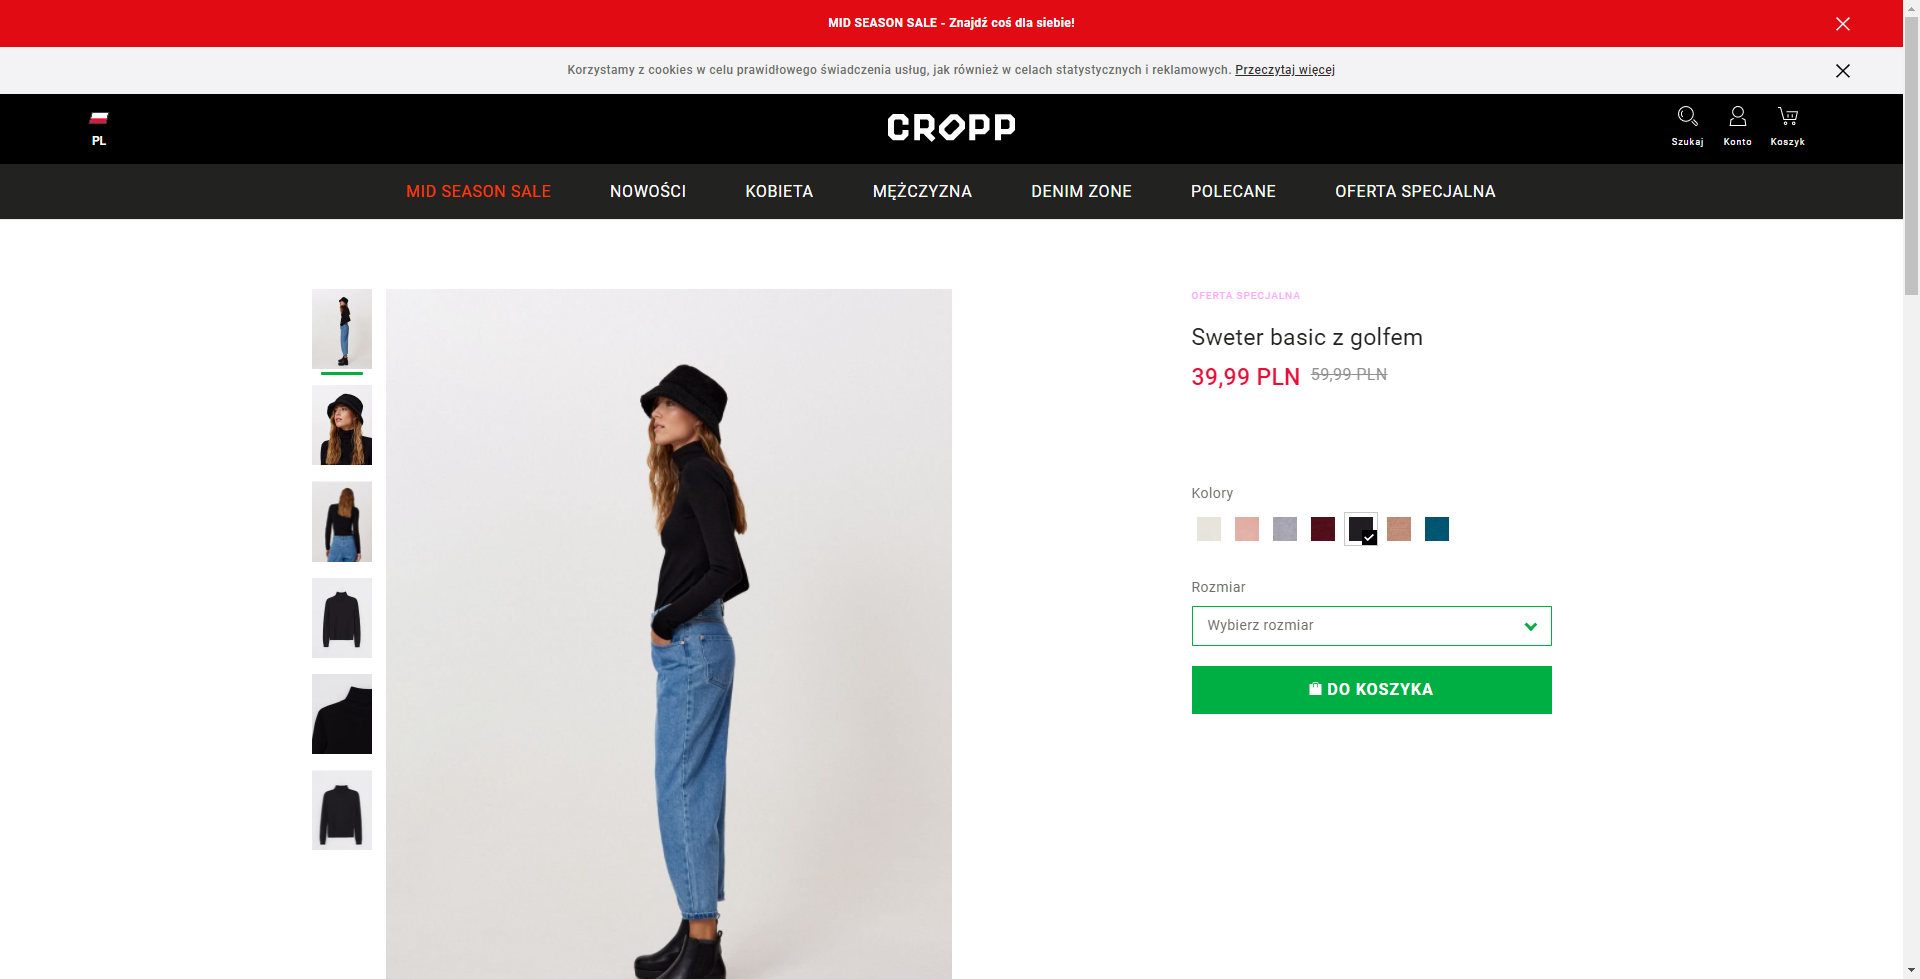 MID SEASON SALE - Znajdź coś dla siebie!
Korzystamy z cookies w celu prawidłowego świadczenia usług, jak również w celach statystycznych i reklamowych. Przeczytaj więcej
PL
CROPP
Szukaj
Konto
Koszyk
MID SEASON SALE
NOWOŚCI
KOBIETA
MĘŻCZYZNA
DENIM ZONE
POLECANE
OFERTA SPECJALNA
OFERTA SPECJALNA
Sweter basic z golfem
39,99 PLN 59,99 PLN
Kolory
Rozmiar
Wybierz rozmiar
DO KOSZYKA